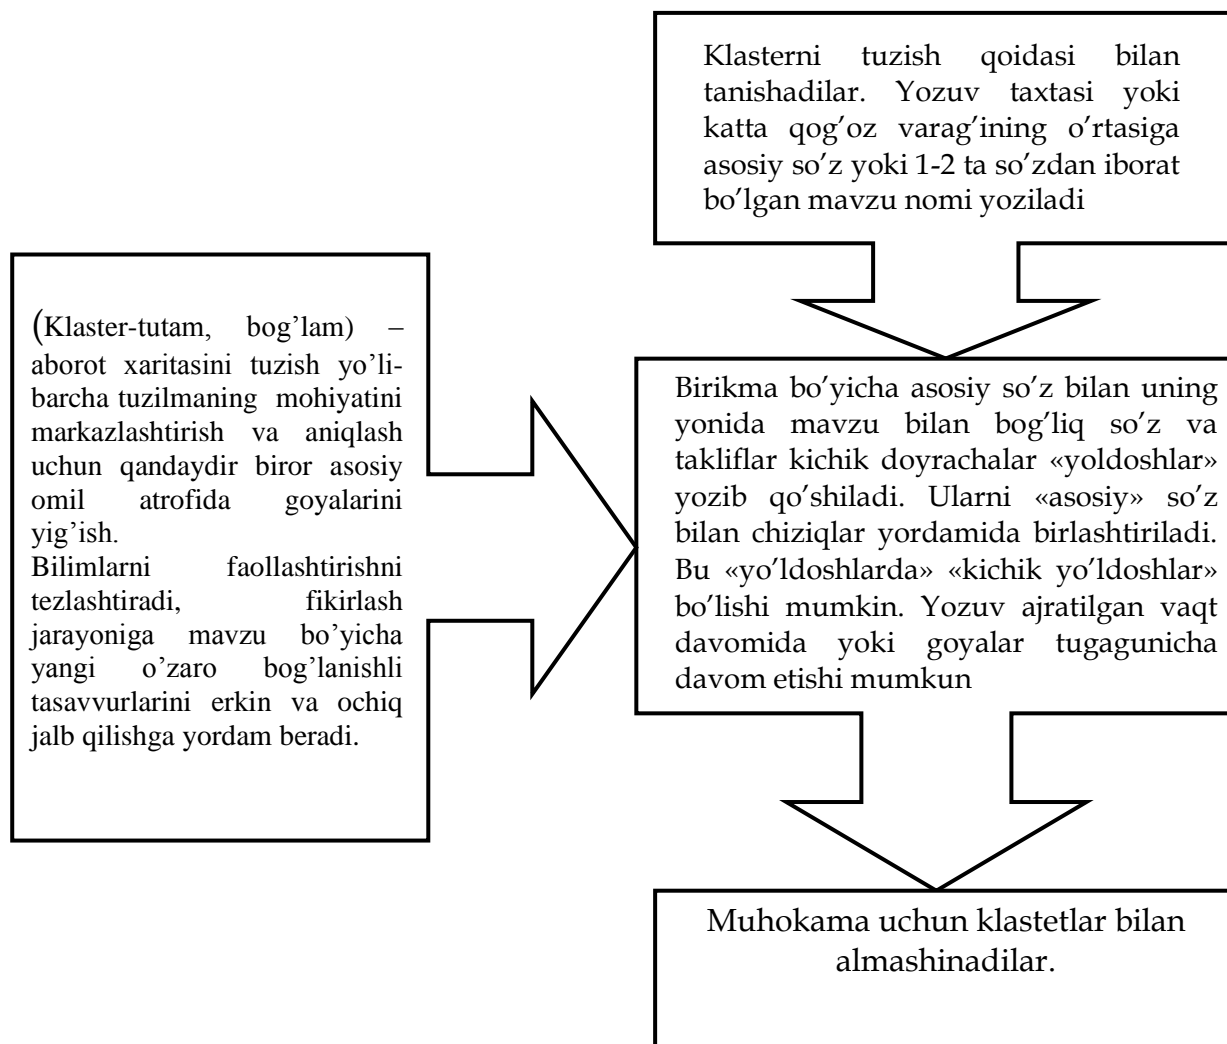 Klasterni tuzish qoidasi bilan
tanishadilar. Yozuv taxtasi yoki
katta qog’oz varag’ining o’rtasiga
asosiy so’z yoki 1-2 ta so’zdan iborat
bo’lgan mavzu nomi yoziladi
(Klaster-tutam, bog’lam) –
aborot xaritasini tuzish yo’li-
barcha tuzilmaning mohiyatini
markazlashtirish va aniqlash
uchun qandaydir biror asosiy
omil atrofida goyalarini
yig’ish.
Bilimlarni faollashtirishni
tezlashtiradi, fikirlash
jarayoniga mavzu bo’yicha
yangi o’zaro bog’lanishli
tasavvurlarini erkin va ochiq
jalb qilishga yordam beradi.
Birikma bo’yicha asosiy so’z bilan uning
yonida mavzu bilan bog’liq so’z va
takliflar kichik doyrachalar «yoldoshlar»
yozib qo’shiladi. Ularni «asosiy» so’z
bilan chiziqlar yordamida birlashtiriladi.
Bu «yo’ldoshlarda» «kichik yo’ldoshlar»
bo’lishi mumkin. Yozuv ajratilgan vaqt
davomida yoki goyalar tugagunicha
davom etishi mumkun
Muhokama uchun klastetlar bilan
almashinadilar.